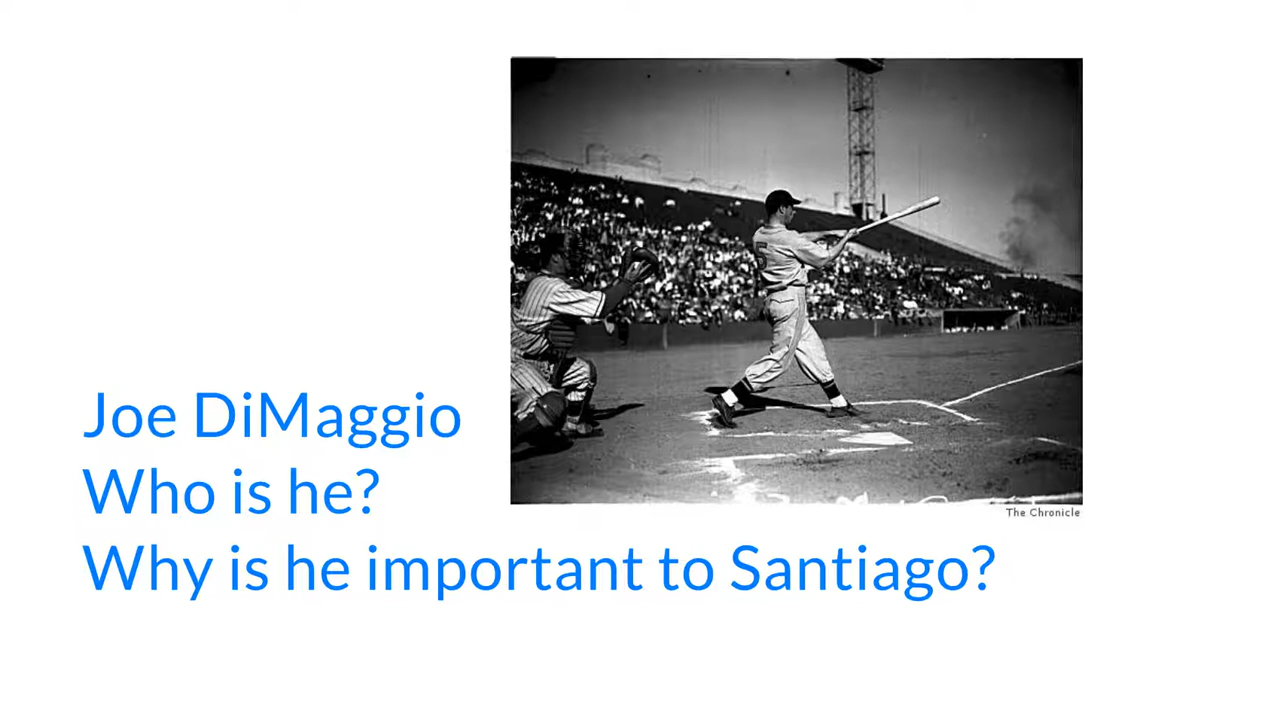 The Chronicle
Joe DiMaggio
Who is he?
Why is he important to Santiago?